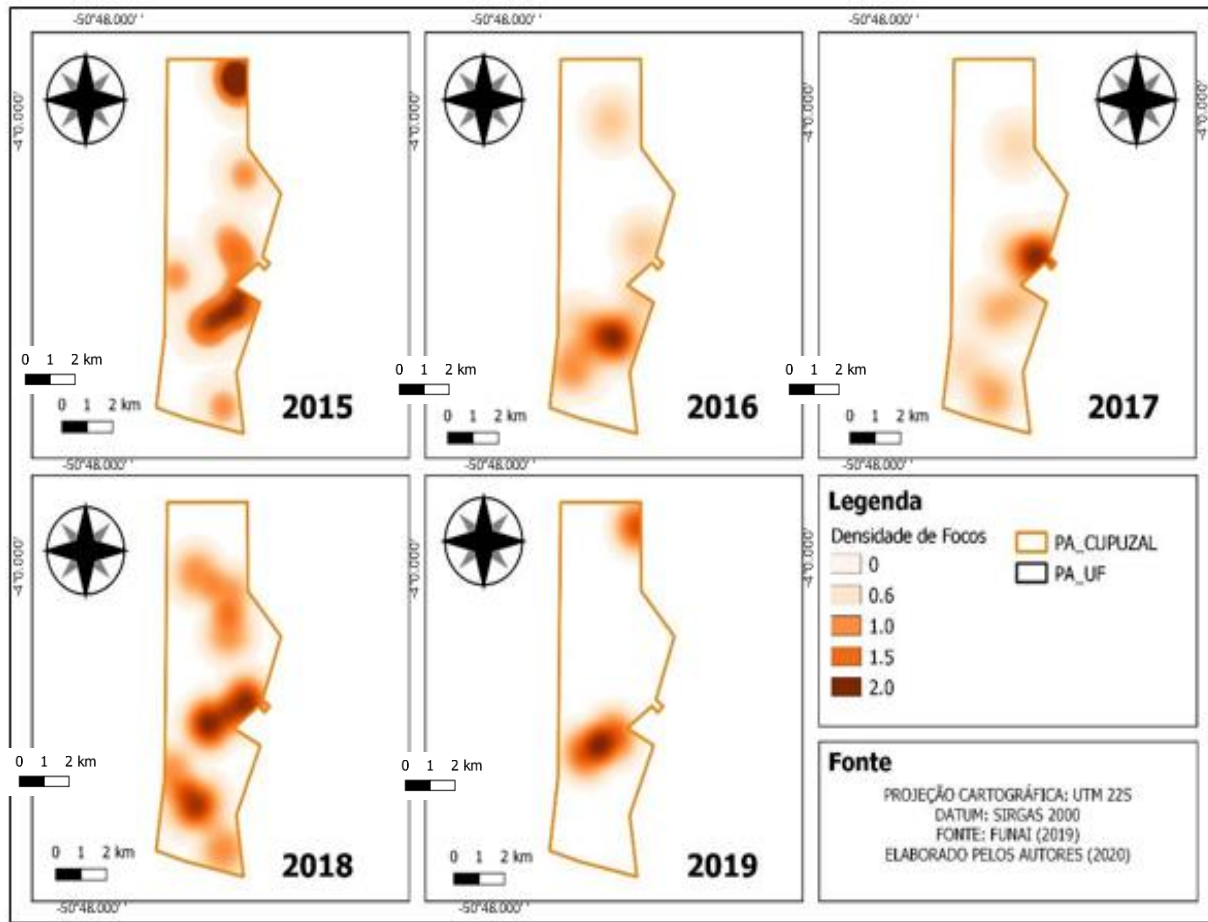 -50°48.000'' -50°48.000'' -50°48.000''
-4°0.000' -4°0.000' -4°0.000'
0 1 2 km
0 1 2 km
2015
0 1 2 km
0 1 2 km
2016
0 1 2 km
0 1 2 km
2017
-50°48.000'' -50°48.000'' -50°48.000''
-4°0.000' -4°0.000'
0 1 2 km
0 1 2 km
2018
0 1 2 km
2019
-50°48.000'' -50°48.000''
Legenda
Densidade de Focos
0
0.6
1.0
1.5
2.0
PA_CUPUZAL
PA_UF
Fonte
PROJEÇÃO CARTOGRÁFICA: UTM 22S
DATUM: SIRGAS 2000
FONTE: FUNAI (2019)
ELABORADO PELOS AUTORES (2020)